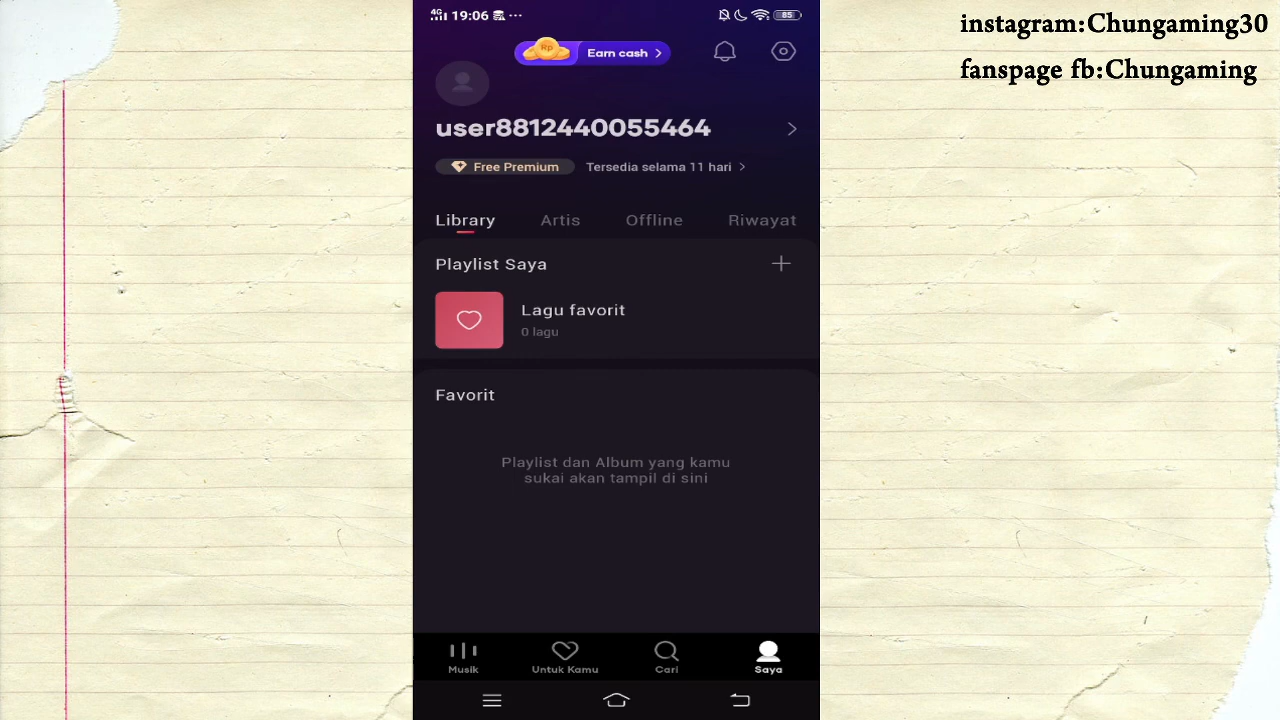 instagram:Chungaming30
fanspage fb:Chungaming
4G 19:06 ... 85
Rp Earn cash >
user8812440055464
Free Premium Tersedia selama 11 hari >
Library Artis Offline Riwayat
Playlist Saya
Lagu favorit
0 lagu
Favorit
Playlist dan Album yang kamu
sukai akan tampil di sini
Musik Untuk Kamu Cari Saya